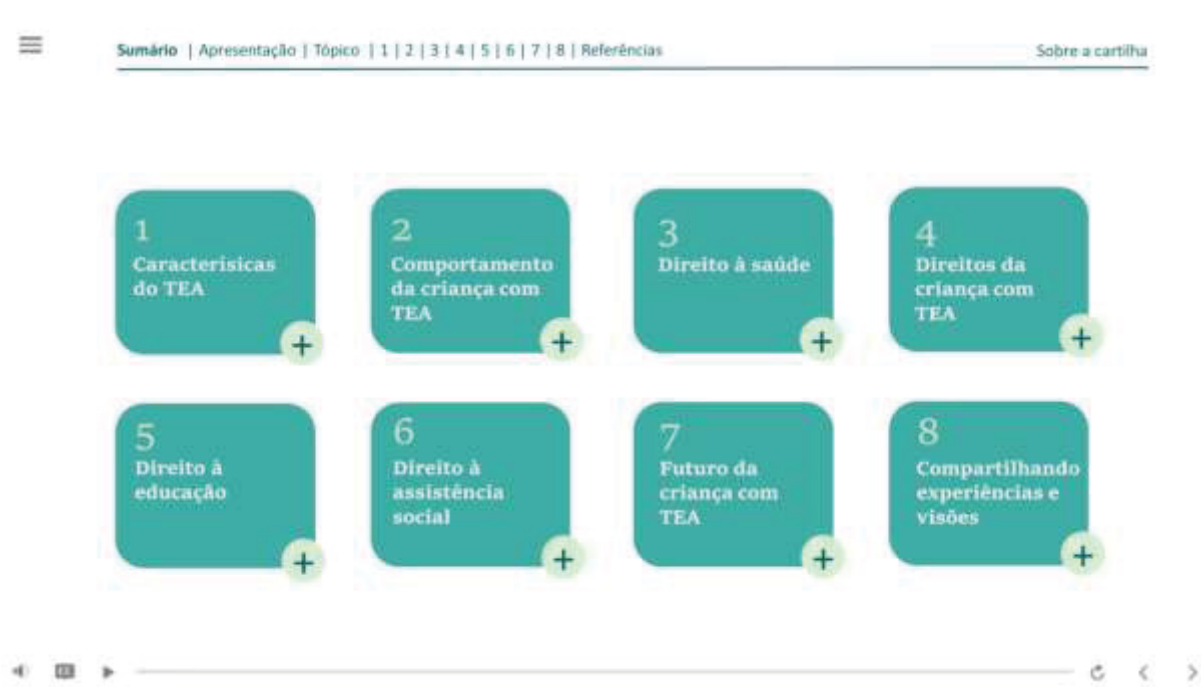 Sumário | Apresentação | Tópico | 1 | 2 | 3 | 4 | 5 | 6 | 7 | 8 | Referências
Sobre a cartilha
1
Caracterisicas
do TEA
2
Comportamento
da criança com
TEA
3
Direito à saúde
4
Direitos da
criança com
TEA
5
Direito à
educação
6
Direito à
assistência
social
7
Futuro da
criança com
TEA
8
Compartilhando
experiências e
visões